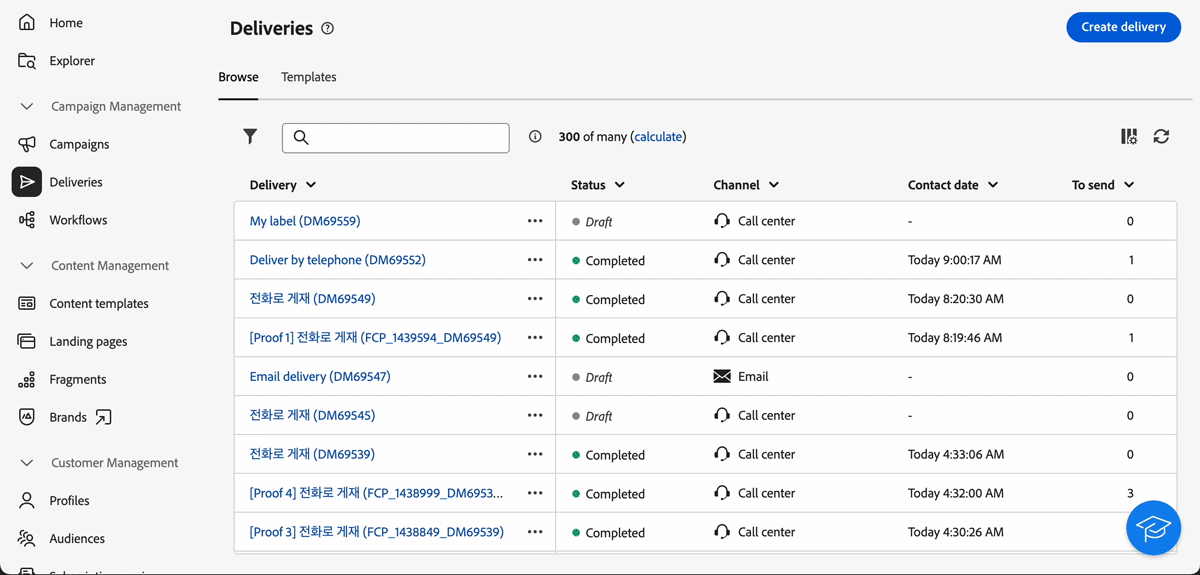 Home
Explorer
Campaign Management
Campaigns
Deliveries
Workflows
Content Management
Content templates
Landing pages
Fragments
Brands
Customer Management
Profiles
Audiences
Deliveries
Create delivery
Browse Templates
300 of many (calculate)
Delivery Status Channel Contact date To send
My label (DM69559) ... Draft Call center - 0
Deliver by telephone (DM69552) ... Completed Call center Today 9:00:17 AM 1
전화로 게재 (DM69549) ... Completed Call center Today 8:20:30 AM 0
[Proof 1] 전화로 게재 (FCP_1439594_DM69549) ... Completed Call center Today 8:19:46 AM 1
Email delivery (DM69547) ... Draft Email - 0
전화로 게재 (DM69545) ... Draft Call center - 0
전화로 게재 (DM69539) ... Completed Call center Today 4:33:06 AM 0
[Proof 4] 전화로 게재 (FCP_1438999_DM6953... ... Completed Call center Today 4:32:00 AM 3
[Proof 3] 전화로 게재 (FCP_1438849_DM69539) ... Completed Call center Today 4:30:26 AM